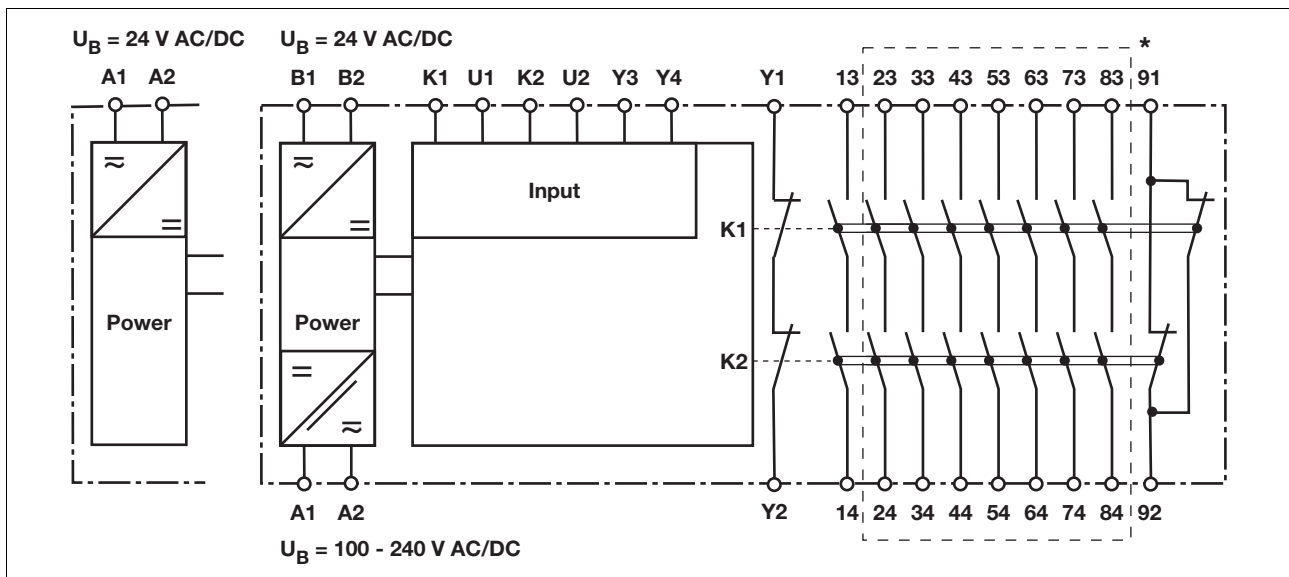 U_B = 24 V AC/DC U_B = 24 V AC/DC
*
A1 A2 B1 B2 K1 U1 K2 U2 Y3 Y4 Y1 13 23 33 43 53 63 73 83 91
≂ ≂
Input
= =
K1
Power Power
K2
=
≂
A1 A2 Y2 14 24 34 44 54 64 74 84 92
U_B = 100 - 240 V AC/DC